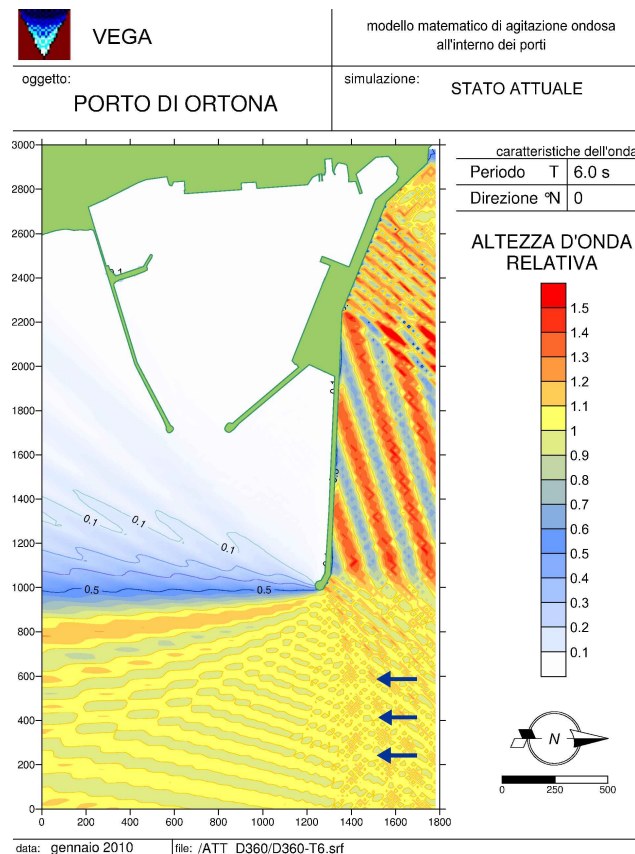 VEGA
modello matematico di agitazione ondosa
all'interno dei porti
oggetto:
PORTO DI ORTONA
simulazione:
STATO ATTUALE
caratteristiche dell'onda
Periodo T 6.0 s
Direzione °N 0
ALTEZZA D'ONDA
RELATIVA
1.5
1.4
1.3
1.2
1.1
1
0.9
0.8
0.7
0.6
0.5
0.4
0.3
0.2
0.1
N
0 250 500
3000
2800
2600
2400
2200
2000
1800
1600
1400
1200
1000
800
600
400
200
0
0 200 400 600 800 1000 1200 1400 1600 1800
0.1
0.1
0.1
0.1
0.5
0.5
data: gennaio 2010
file: /ATT_D360/D360-T6.srf